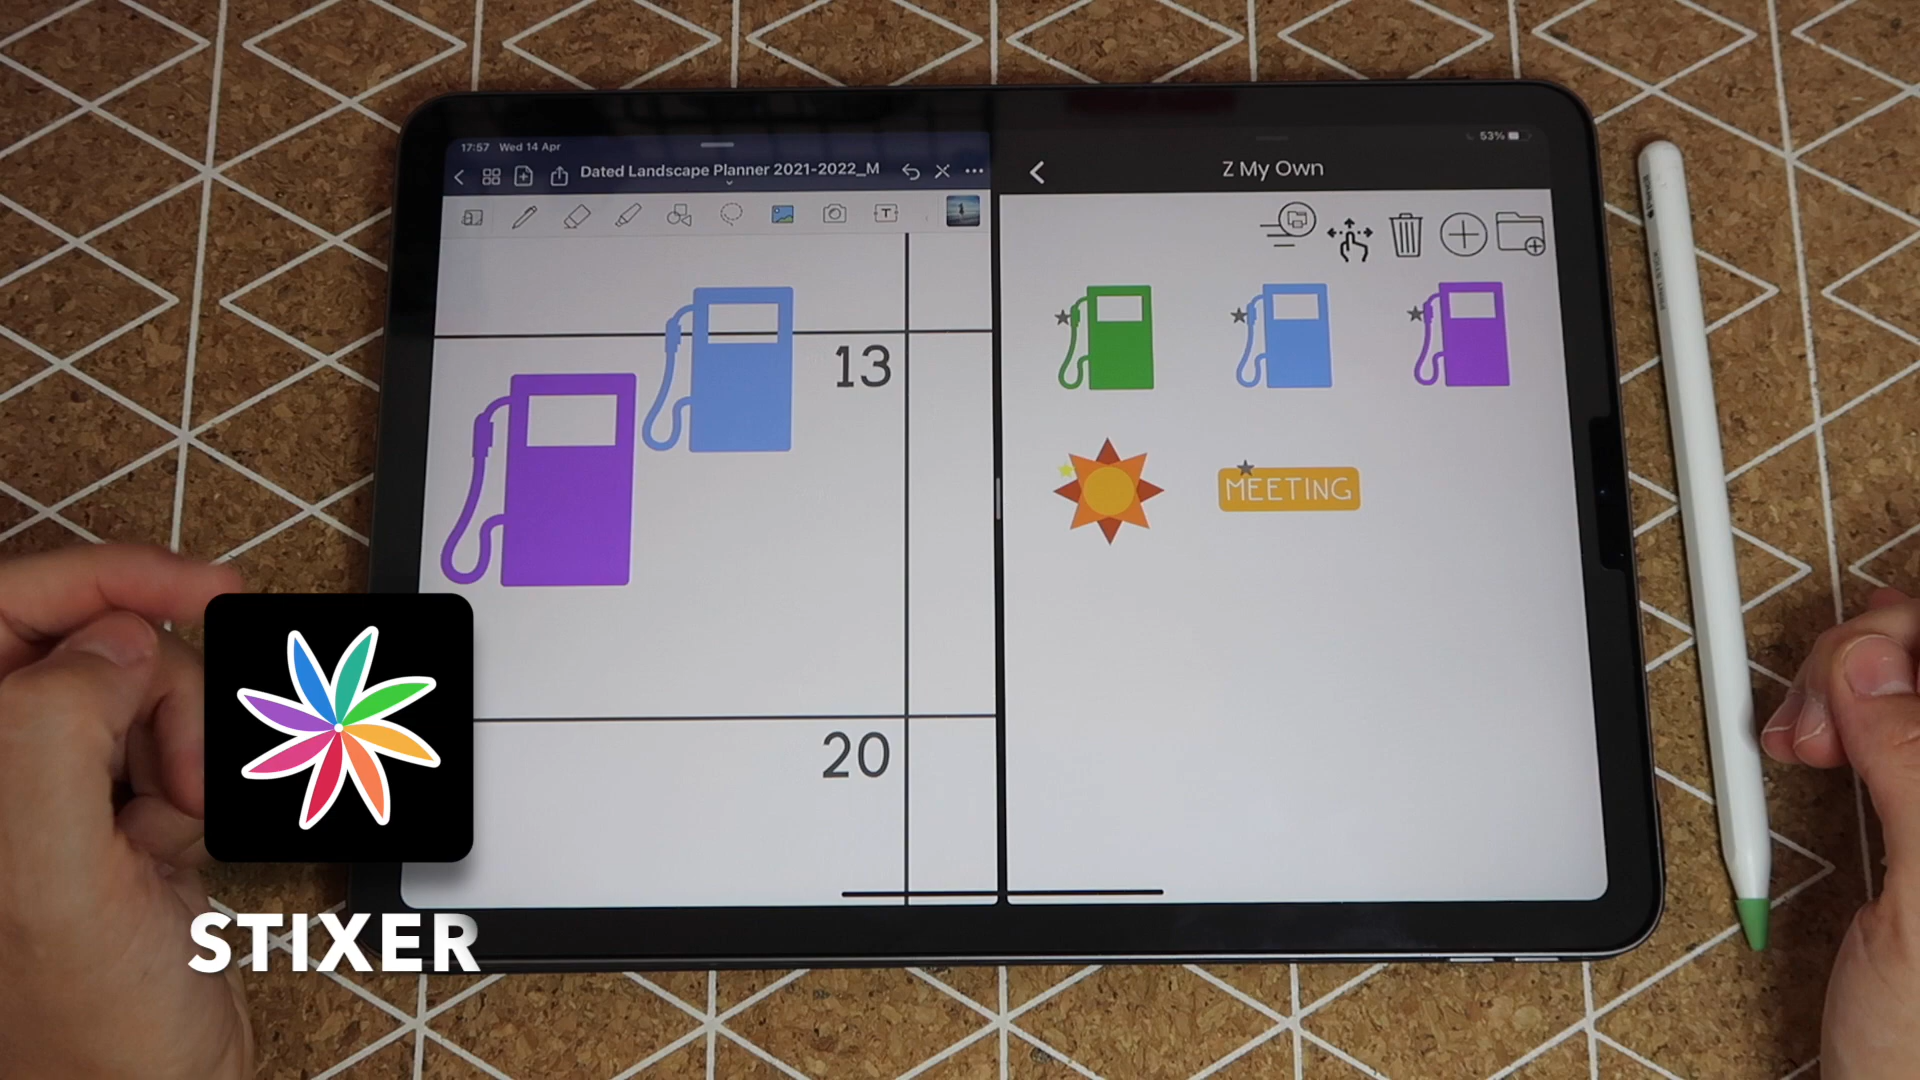 17:57 Wed 14 Apr
53%
Dated Landscape Planner 2021-2022_M
Z My Own
T
13
MEETING
20
STIXER